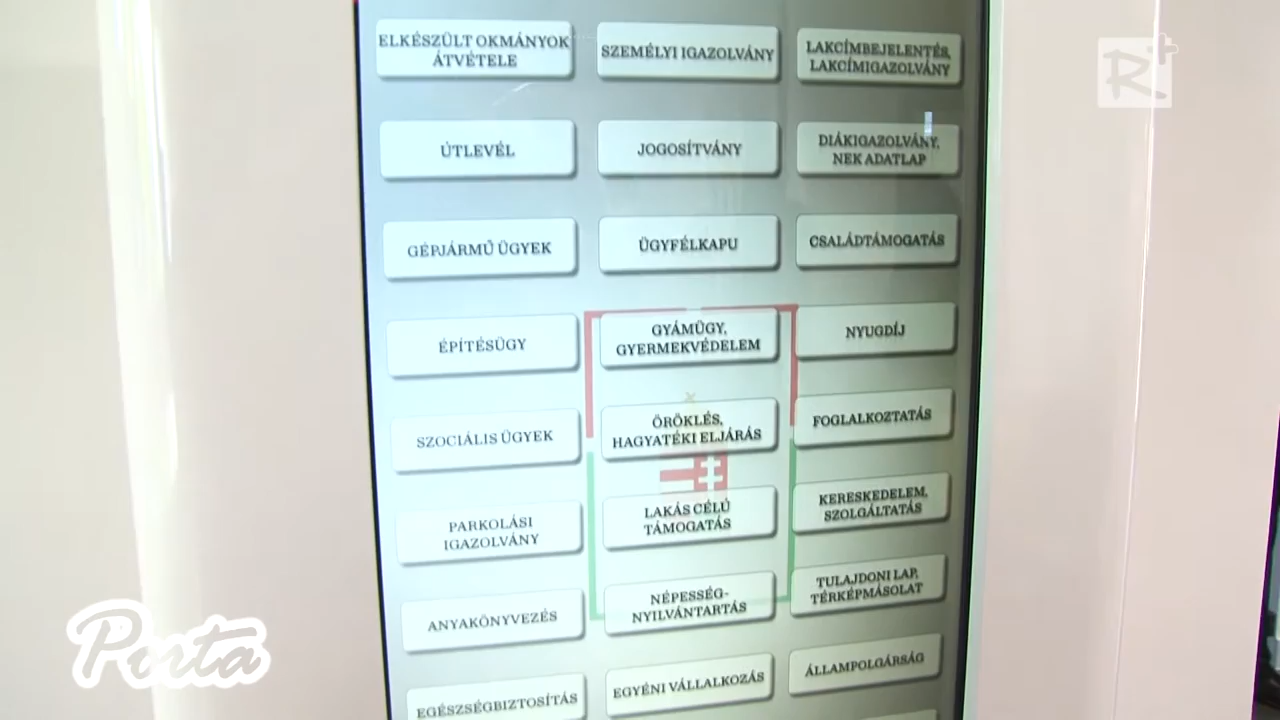 ELKÉSZÜLT OKMÁNYOK
ÁTVÉTELE
SZEMÉLYI IGAZOLVÁNY
LAKCÍMBEJELENTÉS,
LAKCÍMIGAZOLVÁNY
R+
ÚTLEVÉL
JOGOSÍTVÁNY
DIÁKIGAZOLVÁNY,
NEK ADATLAP
GÉPJÁRMŰ ÜGYEK
ÜGYFÉLKAPU
CSALÁDTÁMOGATÁS
ÉPÍTÉSÜGY
GYÁMÜGY,
GYERMEKVÉDELEM
NYUGDÍJ
SZOCIÁLIS ÜGYEK
ÖRÖKLÉS,
HAGYATÉKI ELJÁRÁS
FOGLALKOZTATÁS
PARKOLÁSI
IGAZOLVÁNY
LAKÁS CÉLÚ
TÁMOGATÁS
KERESKEDELEM,
SZOLGÁLTATÁS
ANYAKÖNYVEZÉS
NÉPESSÉG-
NYILVÁNTARTÁS
TULAJDONI LAP,
TÉRKÉPMÁSOLAT
EGÉSZSÉGBIZTOSÍTÁS
EGYÉNI VÁLLALKOZÁS
ÁLLAMPOLGÁRSÁG
Porta